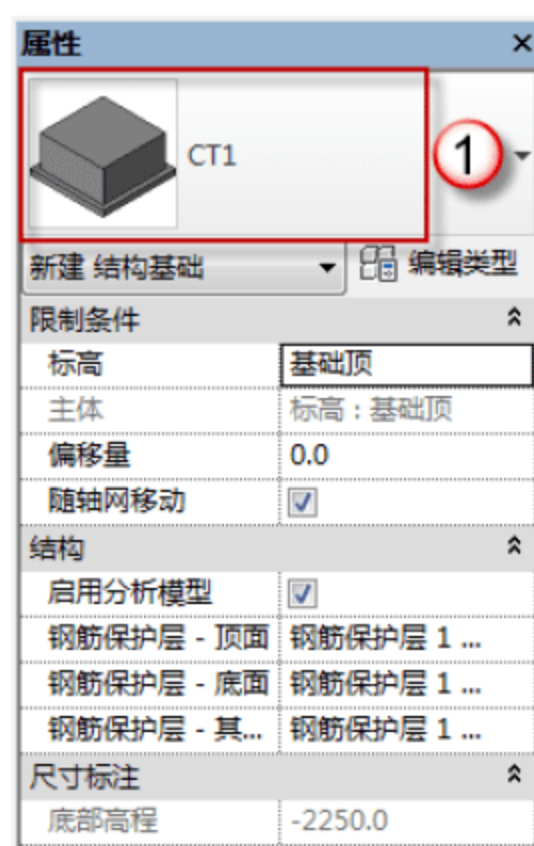 属性
CT1
1
新建 结构基础 编辑类型
限制条件
标高 基础顶
主体 标高：基础顶
偏移量 0.0
随轴网移动
结构
启用分析模型
钢筋保护层 - 顶面 钢筋保护层 1 ...
钢筋保护层 - 底面 钢筋保护层 1 ...
钢筋保护层 - 其... 钢筋保护层 1 ...
尺寸标注
底部高程 -2250.0